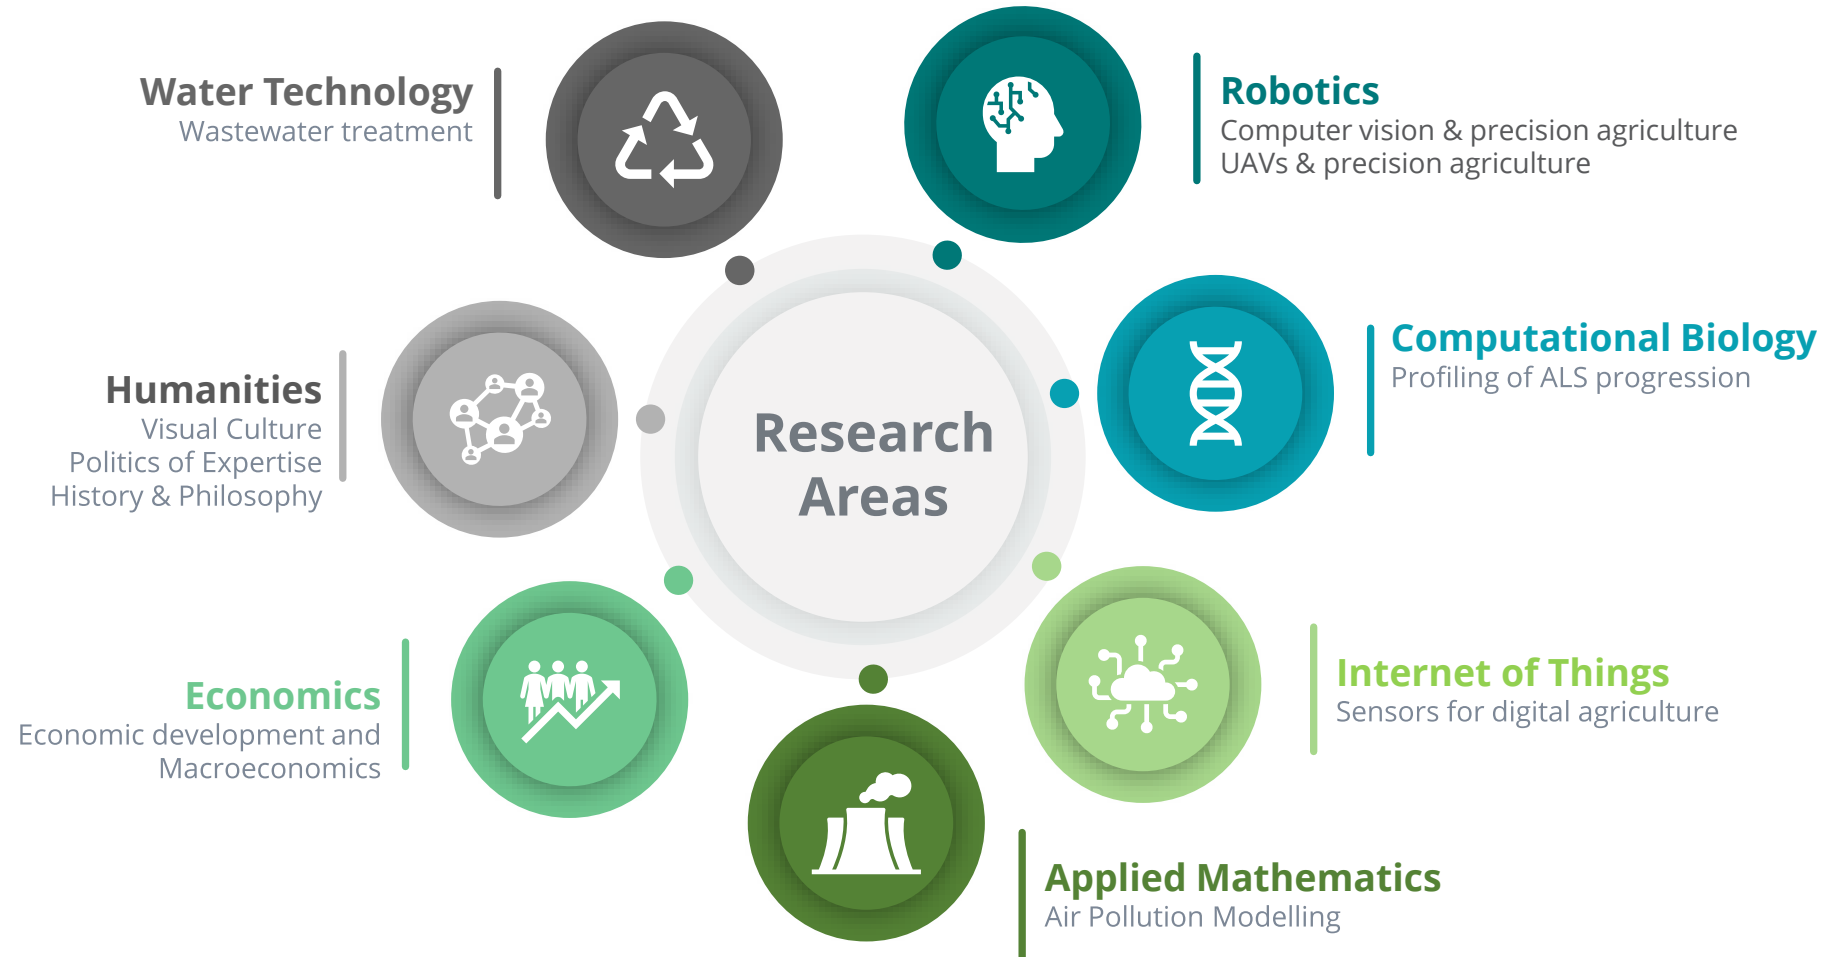 Research
Areas
Water Technology
Wastewater treatment
Robotics
Computer vision & precision agriculture
UAVs & precision agriculture
Humanities
Visual Culture
Politics of Expertise
History & Philosophy
Computational Biology
Profiling of ALS progression
Economics
Economic development and
Macroeconomics
Internet of Things
Sensors for digital agriculture
Applied Mathematics
Air Pollution Modelling